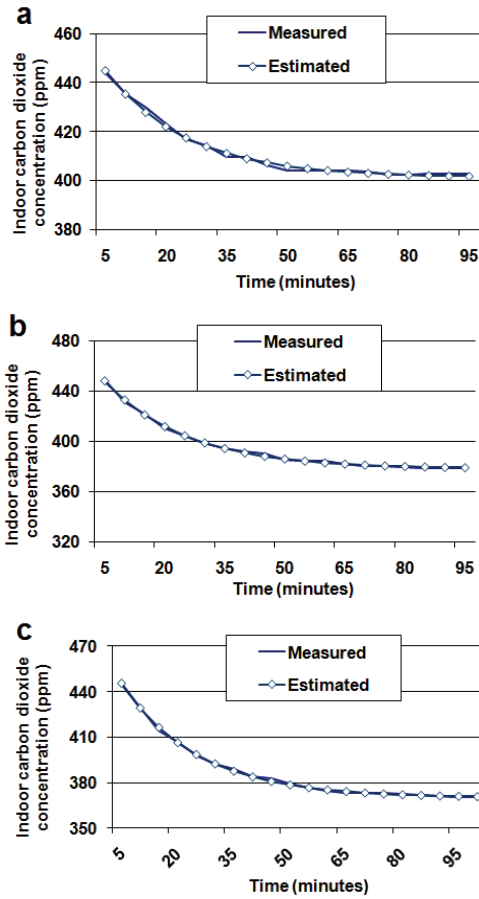 a
Indoor carbon dioxide
concentration (ppm)
460
440
420
400
380
Measured
Estimated
5 20 35 50 65 80 95
Time (minutes)
b
Indoor carbon dioxide
concentration (ppm)
480
440
400
360
320
Measured
Estimated
5 20 35 50 65 80 95
Time (minutes)
c
Indoor carbon dioxide
concentration (ppm)
470
440
410
380
350
Measured
Estimated
5 20 35 50 65 80 95
Time (minutes)